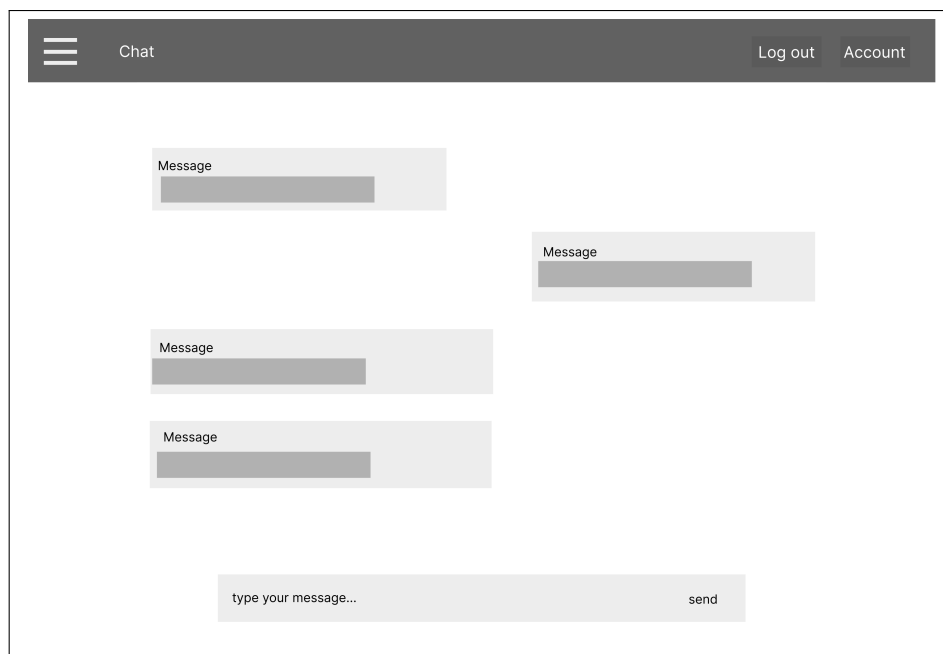 Chat Log out Account
Message
Message
Message
Message
type your message... send